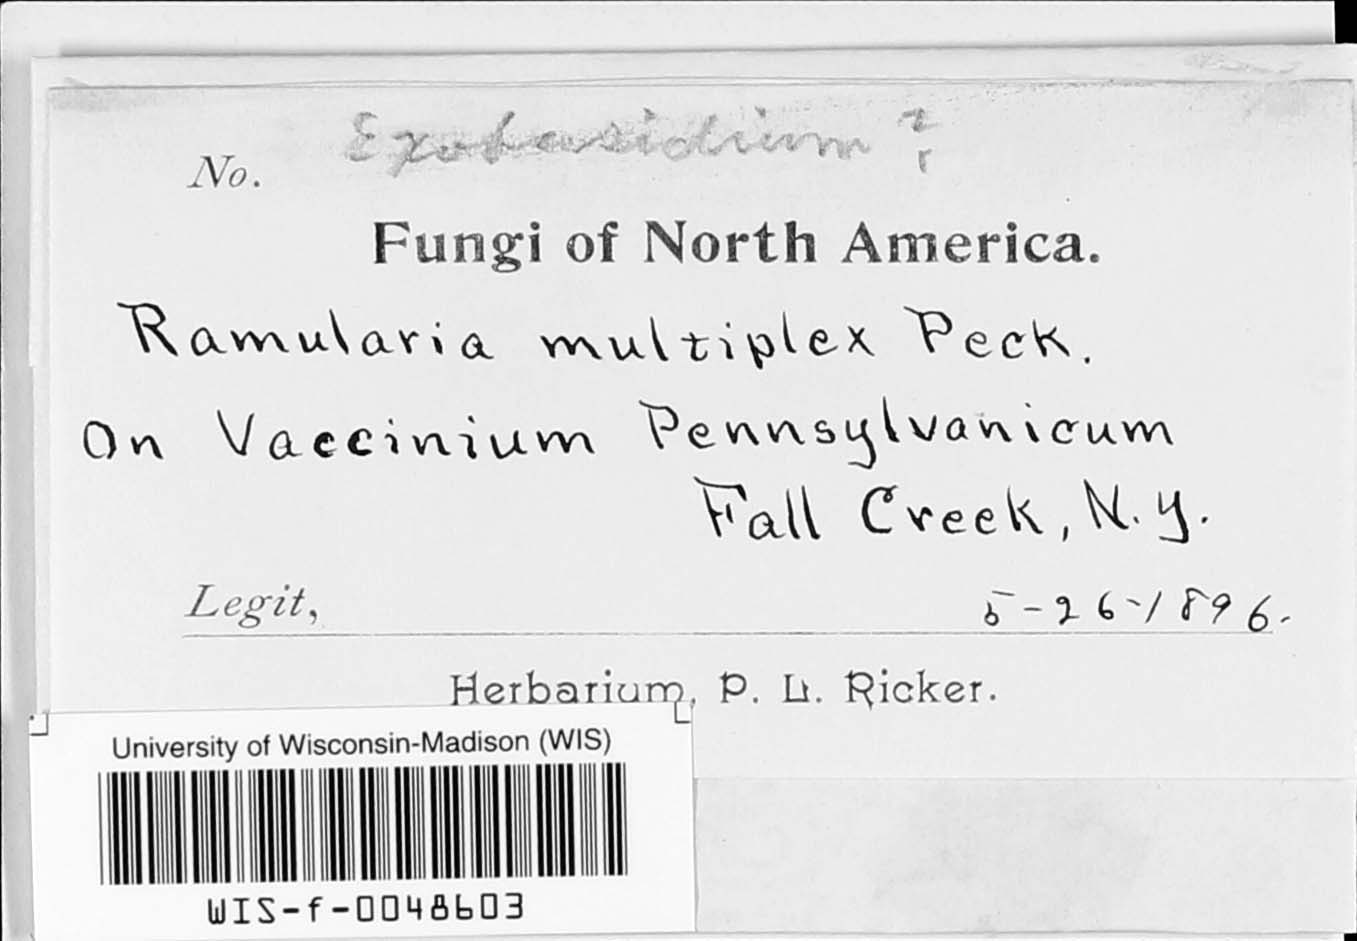 Exobasidium ?
No.
Fungi of North America.
Ramularia multiplex Peck.
On Vaccinium Pennsylvanicum
Fall Creek, N.Y.
Legit,
5-26-1896.
Herbarium, P. L. Ricker.
University of Wisconsin-Madison (WIS)
WIS-f-0048603